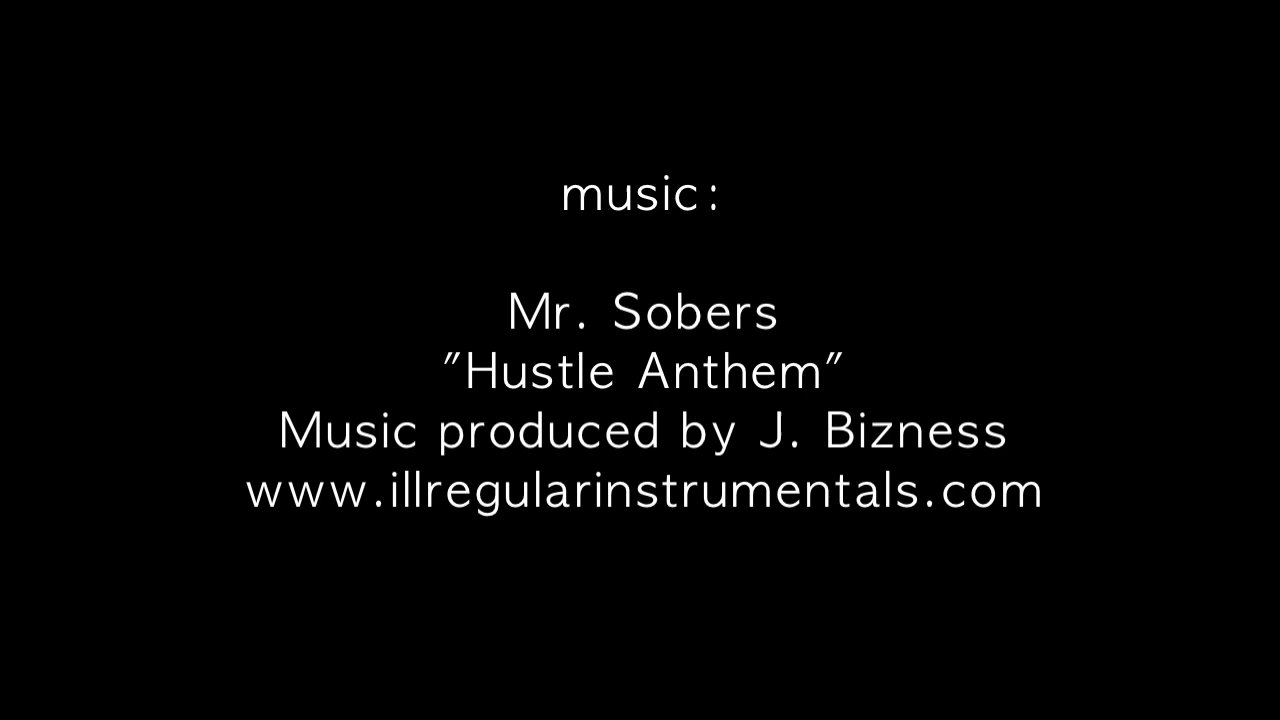 music:
Mr. Sobers
"Hustle Anthem"
Music produced by J. Bizness
www.illregularinstrumentals.com